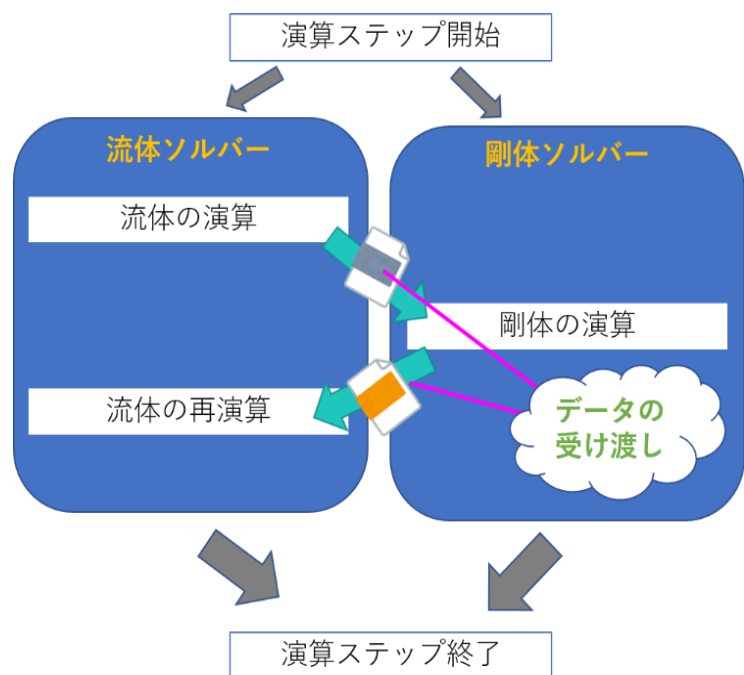 演算ステップ開始
流体ソルバー
流体の演算
流体の再演算
剛体ソルバー
剛体の演算
データの
受け渡し
演算ステップ終了